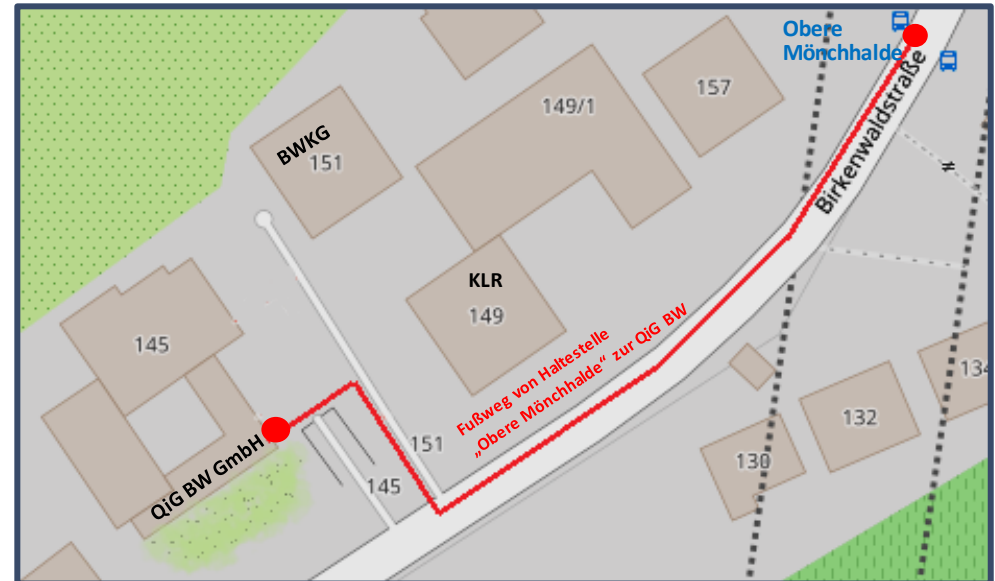 Obere
Mönchhalde
157
149/1
BWKG
151
Birkenwaldstraße
KLR
149
145
Fußweg von Haltestelle
„Obere Mönchhalde“ zur QiG BW
134
132
130
151
145
QiG BW GmbH